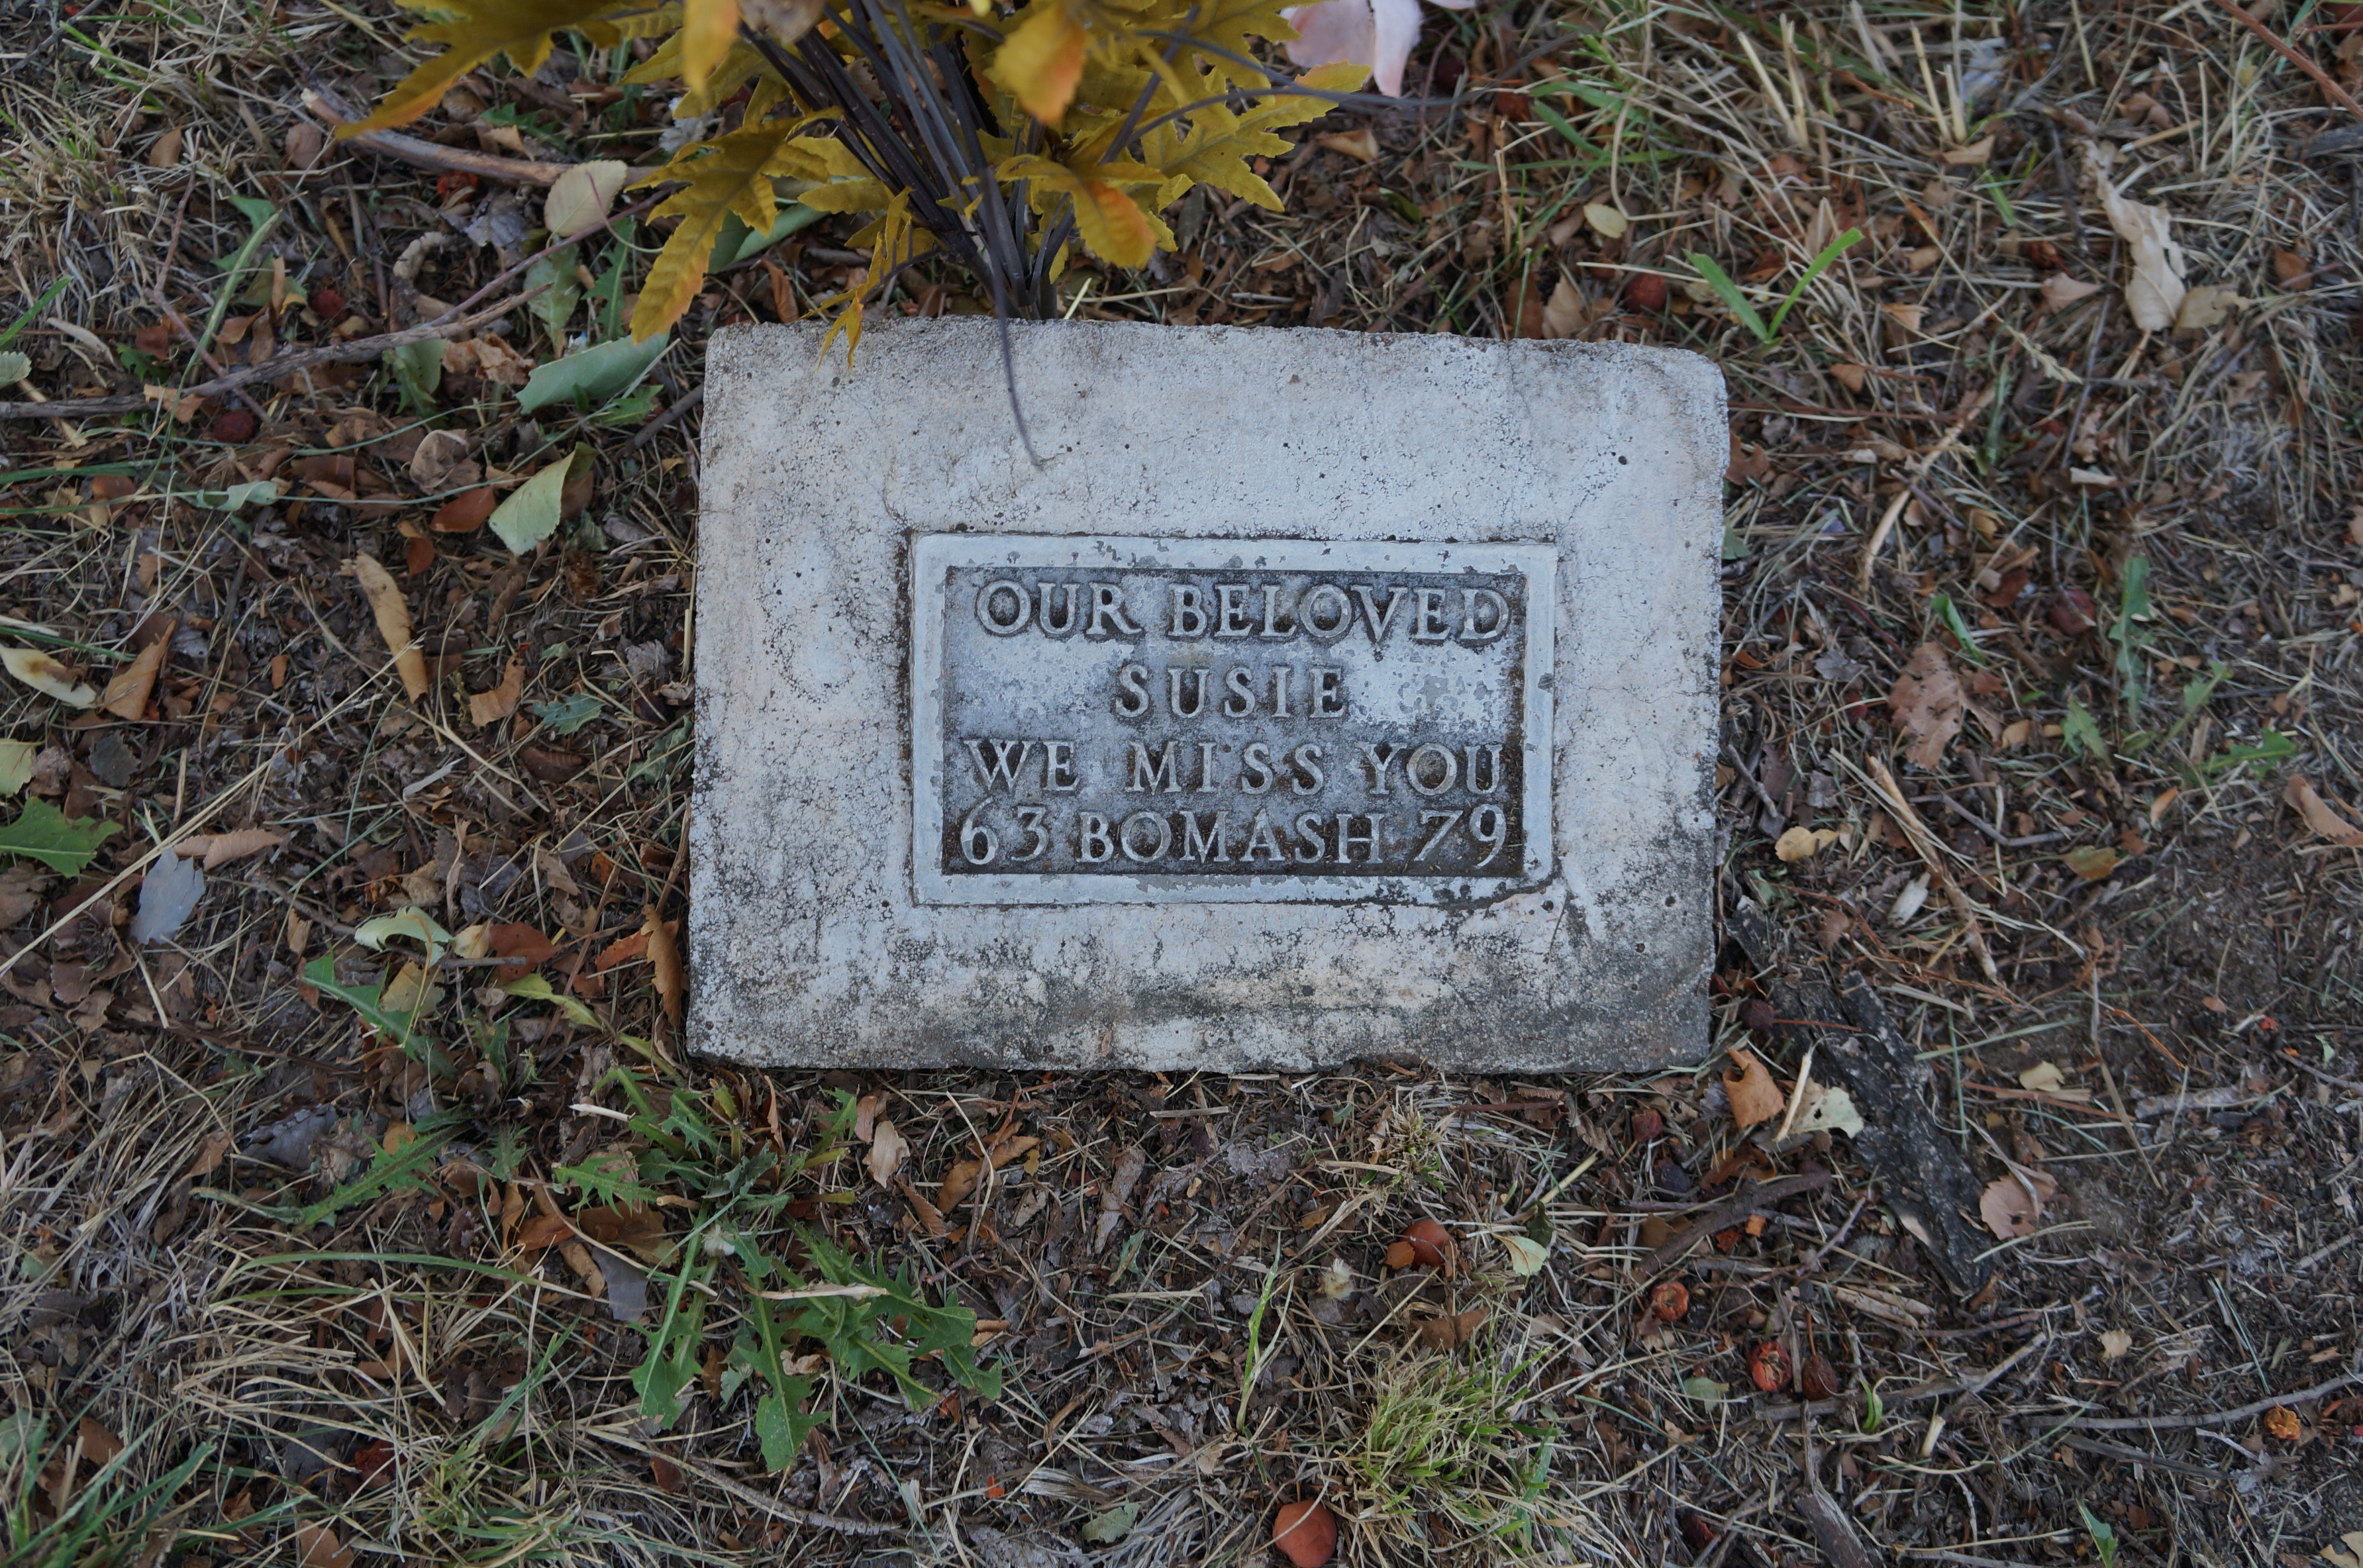 OUR BELOVED
SUSIE
WE MISS YOU
63 BOMASH 79